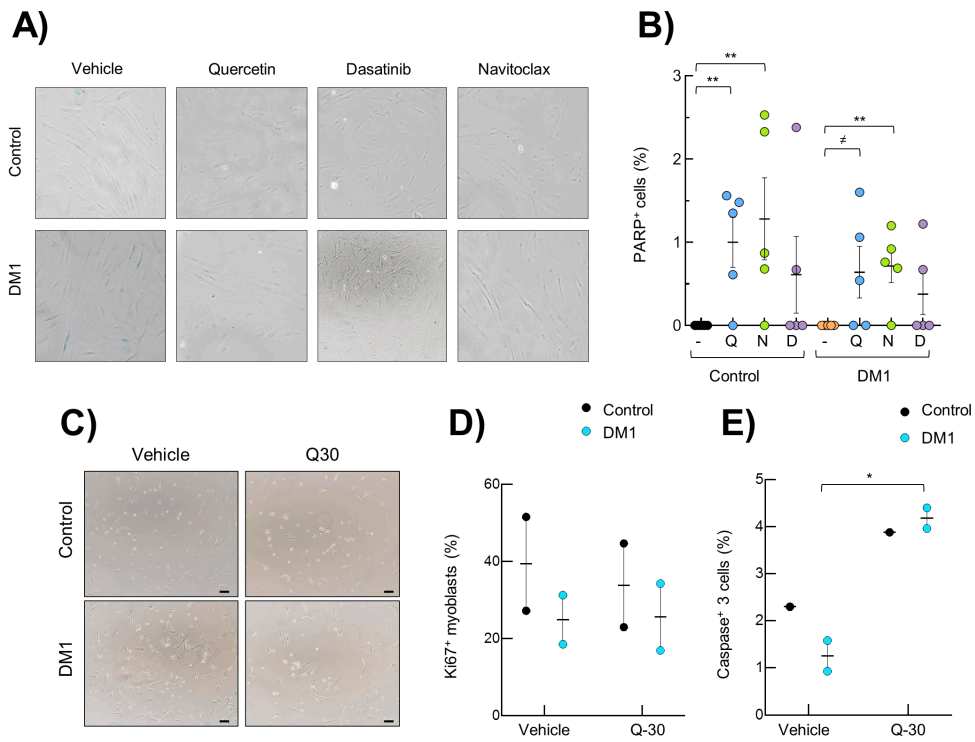 A)
Vehicle Quercetin Dasatinib Navitoclax
Control
DM1
B)
PARP+ cells (%)
3
2
1
0
** ** ≠ **
- Q N D - Q N D
Control DM1
C)
Vehicle Q30
Control
DM1
D)
Control
DM1
Ki67+ myoblasts (%)
60
40
20
0
Vehicle Q-30
E)
Control
DM1
Caspase+ 3 cells (%)
5
4
3
2
1
0
*
Vehicle Q-30